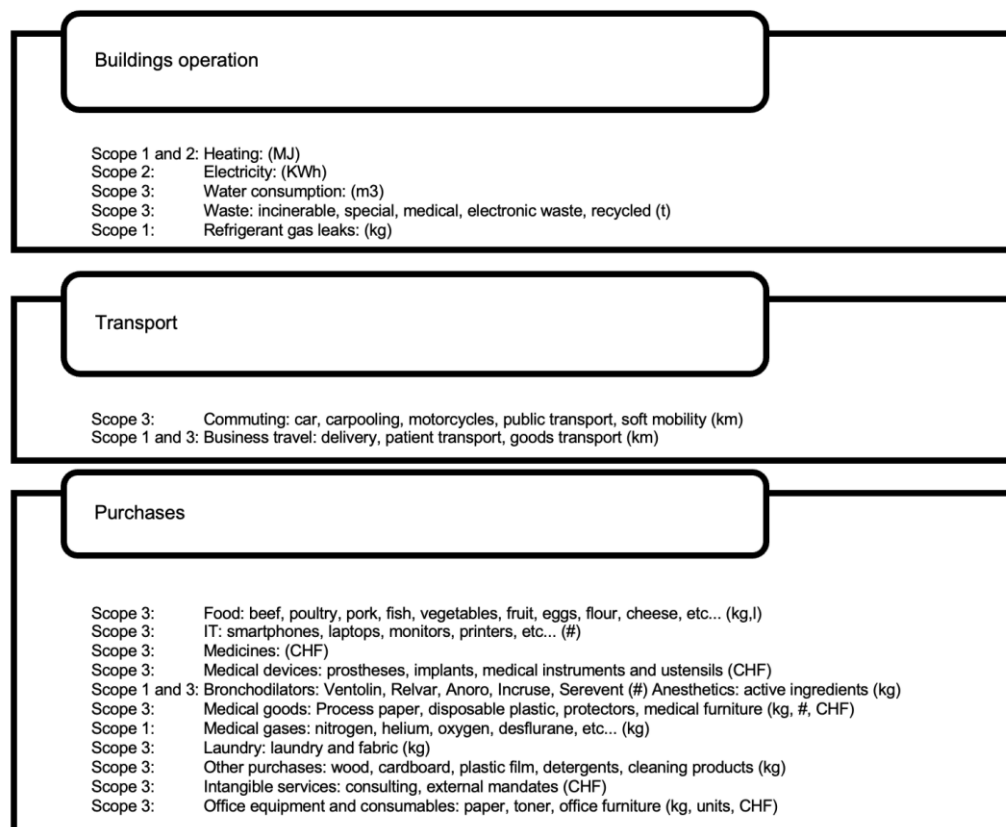 Buildings operation
Scope 1 and 2: Heating: (MJ)
Scope 2: Electricity: (KWh)
Scope 3: Water consumption: (m3)
Scope 3: Waste: incinerable, special, medical, electronic waste, recycled (t)
Scope 1: Refrigerant gas leaks: (kg)
Transport
Scope 3: Commuting: car, carpooling, motorcycles, public transport, soft mobility (km)
Scope 1 and 3: Business travel: delivery, patient transport, goods transport (km)
Purchases
Scope 3: Food: beef, poultry, pork, fish, vegetables, fruit, eggs, flour, cheese, etc... (kg,l)
Scope 3: IT: smartphones, laptops, monitors, printers, etc... (#)
Scope 3: Medicines: (CHF)
Scope 3: Medical devices: prostheses, implants, medical instruments and ustensils (CHF)
Scope 1 and 3: Bronchodilators: Ventolin, Relvar, Anoro, Incruse, Serevent (#) Anesthetics: active ingredients (kg)
Scope 3: Medical goods: Process paper, disposable plastic, protectors, medical furniture (kg, #, CHF)
Scope 1: Medical gases: nitrogen, helium, oxygen, desflurane, etc... (kg)
Scope 3: Laundry: laundry and fabric (kg)
Scope 3: Other purchases: wood, cardboard, plastic film, detergents, cleaning products (kg)
Scope 3: Intangible services: consulting, external mandates (CHF)
Scope 3: Office equipment and consumables: paper, toner, office furniture (kg, units, CHF)